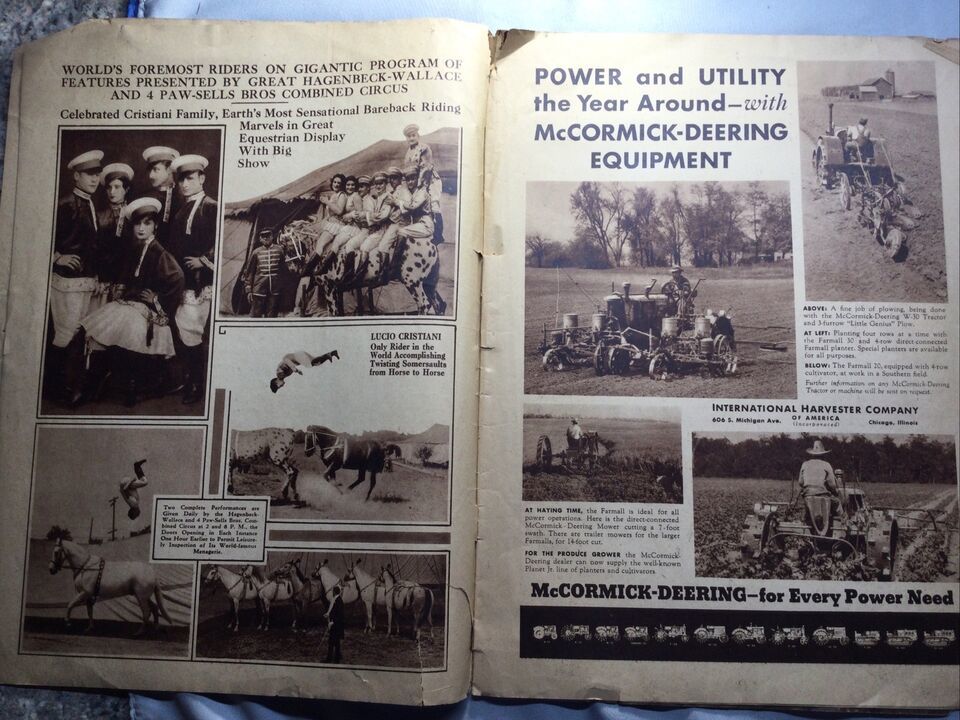 WORLD'S FOREMOST RIDERS ON GIGANTIC PROGRAM OF
FEATURES PRESENTED BY GREAT HAGENBECK-WALLACE
AND 4 PAW-SELLS BROS COMBINED CIRCUS
Celebrated Cristiani Family, Earth's Most Sensational Bareback Riding
Marvels in Great
Equestrian Display
With Big
Show
LUCIO CRISTIANI
Only Rider in the
World Accomplishing
Twisting Somersaults
from Horse to Horse
Two Complete Performances are
Given Daily by the Hagenbeck-
Wallace and 4 Paw-Sells Bros. Com-
bined Circus at 2 and 8 P. M., the
Doors Opening in Each Instance
One Hour Earlier to Permit Leisure-
ly Inspection of Its World-famous
Menagerie.
POWER and UTILITY
the Year Around—with
McCORMICK-DEERING
EQUIPMENT
ABOVE: A fine job of plowing, being done
with the McCormick-Deering W-30 Tractor
and 3-furrow "Little Genius" Plow.
AT LEFT: Planting four rows at a time with
the Farmall 30 and 4-row direct-connected
Farmall planter. Special planters are available
for all purposes.
BELOW: The Farmall 20, equipped with 4-row
cultivator, at work in a Southern field.
Further information on any McCormick-Deering
Tractor or machine will be sent on request.
INTERNATIONAL HARVESTER COMPANY
606 S. Michigan Ave. OF AMERICA (Incorporated) Chicago, Illinois
AT HAYING TIME, the Farmall is ideal for all
power operations. Here is the direct-connected
McCormick-Deering Mower cutting a 7-foot
swath. There are trailer mowers for the larger
Farmalls, for 14-foot cut.
FOR THE PRODUCE GROWER the McCormick-
Deering dealer can now supply the well-known
Planet Jr. line of planters and cultivators.
McCORMICK-DEERING—for Every Power Need